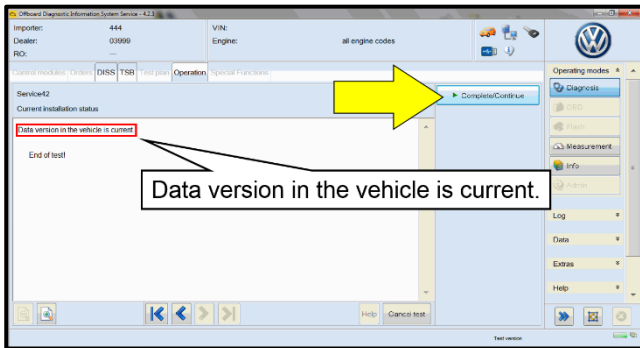 Offboard Diagnostic Information System Service - 4.2.3
Importer: 444 VIN:
Dealer: 03999 Engine: all engine codes
RO: ---
Control modules Orders DISS TSB Test plan Operation Special Functions
Service42
Current installation status
Data version in the vehicle is current.
End of test!
Data version in the vehicle is current.
Complete/Continue
Help Cancel test
Operating modes
Diagnosis
OBD
Flash
Measurement
Info
Admin
Log
Data
Extras
Help
Test version